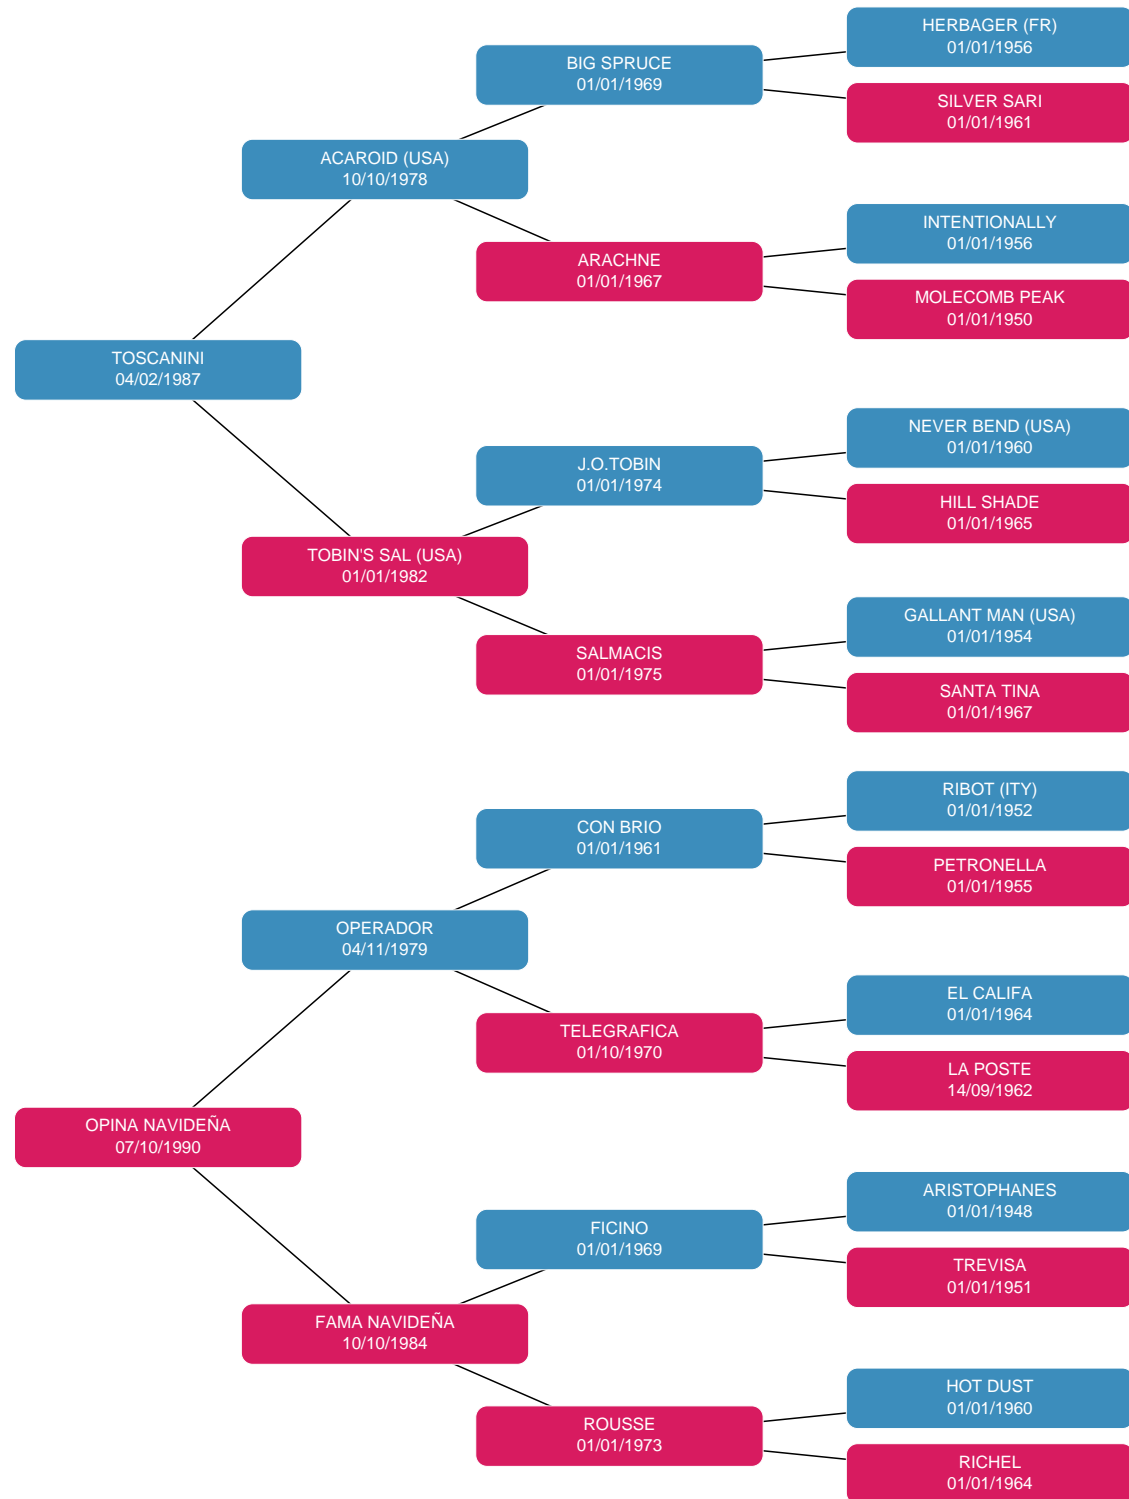 HERBAGER (FR)
01/01/1956
BIG SPRUCE
01/01/1969
SILVER SARI
01/01/1961
ACAROID (USA)
10/10/1978
INTENTIONALLY
01/01/1956
ARACHNE
01/01/1967
MOLECOMB PEAK
01/01/1950
TOSCANINI
04/02/1987
NEVER BEND (USA)
01/01/1960
J.O.TOBIN
01/01/1974
HILL SHADE
01/01/1965
TOBIN'S SAL (USA)
01/01/1982
GALLANT MAN (USA)
01/01/1954
SALMACIS
01/01/1975
SANTA TINA
01/01/1967
RIBOT (ITY)
01/01/1952
CON BRIO
01/01/1961
PETRONELLA
01/01/1955
OPERADOR
04/11/1979
EL CALIFA
01/01/1964
TELEGRAFICA
01/10/1970
LA POSTE
14/09/1962
OPINA NAVIDEÑA
07/10/1990
ARISTOPHANES
01/01/1948
FICINO
01/01/1969
TREVISA
01/01/1951
FAMA NAVIDEÑA
10/10/1984
HOT DUST
01/01/1960
ROUSSE
01/01/1973
RICHEL
01/01/1964